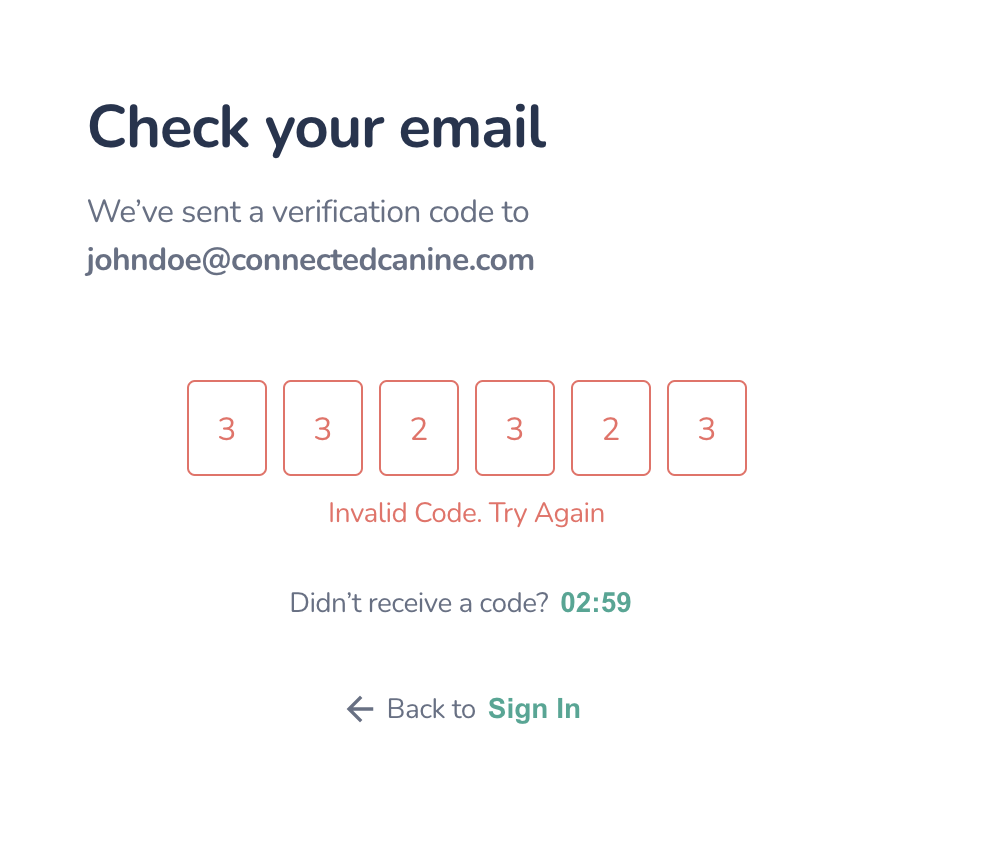 Check your email
We’ve sent a verification code to
johndoe@connectedcanine.com
3 3 2 3 2 3
Invalid Code. Try Again
Didn’t receive a code? 02:59
Back to Sign In